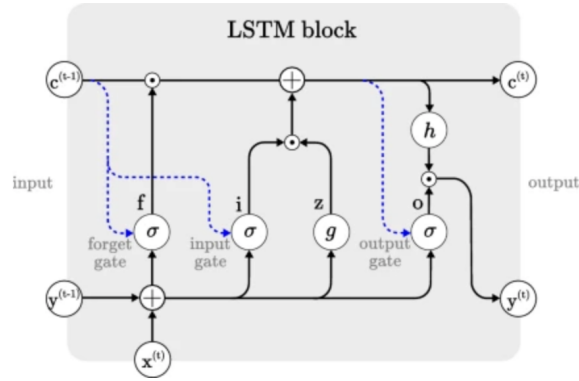 LSTM block
c(t-1)
c(t)
h
input
output
f
i
z
o
σ
σ
g
σ
forget
gate
input
gate
output
gate
y(t-1)
y(t)
x(t)